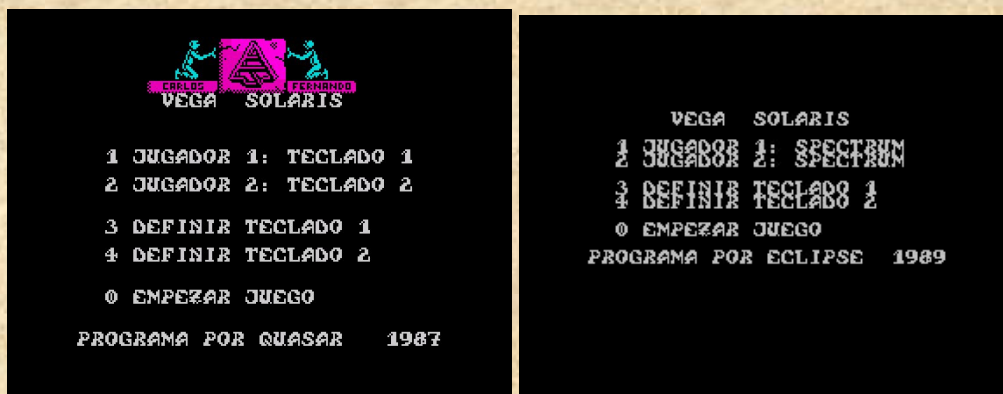 CARLOS FERNANDO
VEGA SOLARIS
1 JUGADOR 1: TECLADO 1
2 JUGADOR 2: TECLADO 2
3 DEFINIR TECLADO 1
4 DEFINIR TECLADO 2
0 EMPEZAR JUEGO
PROGRAMA POR QUASAR 1987
VEGA SOLARIS
1 JUGADOR 1: SPECTRUM
2 JUGADOR 2: SPECTRUM
3 DEFINIR TECLADO 1
4 DEFINIR TECLADO 2
0 EMPEZAR JUEGO
PROGRAMA POR ECLIPSE 1989